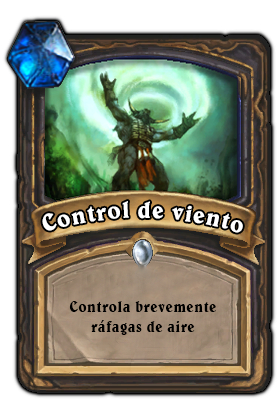 Control de viento
Controla brevemente
ráfagas de aire